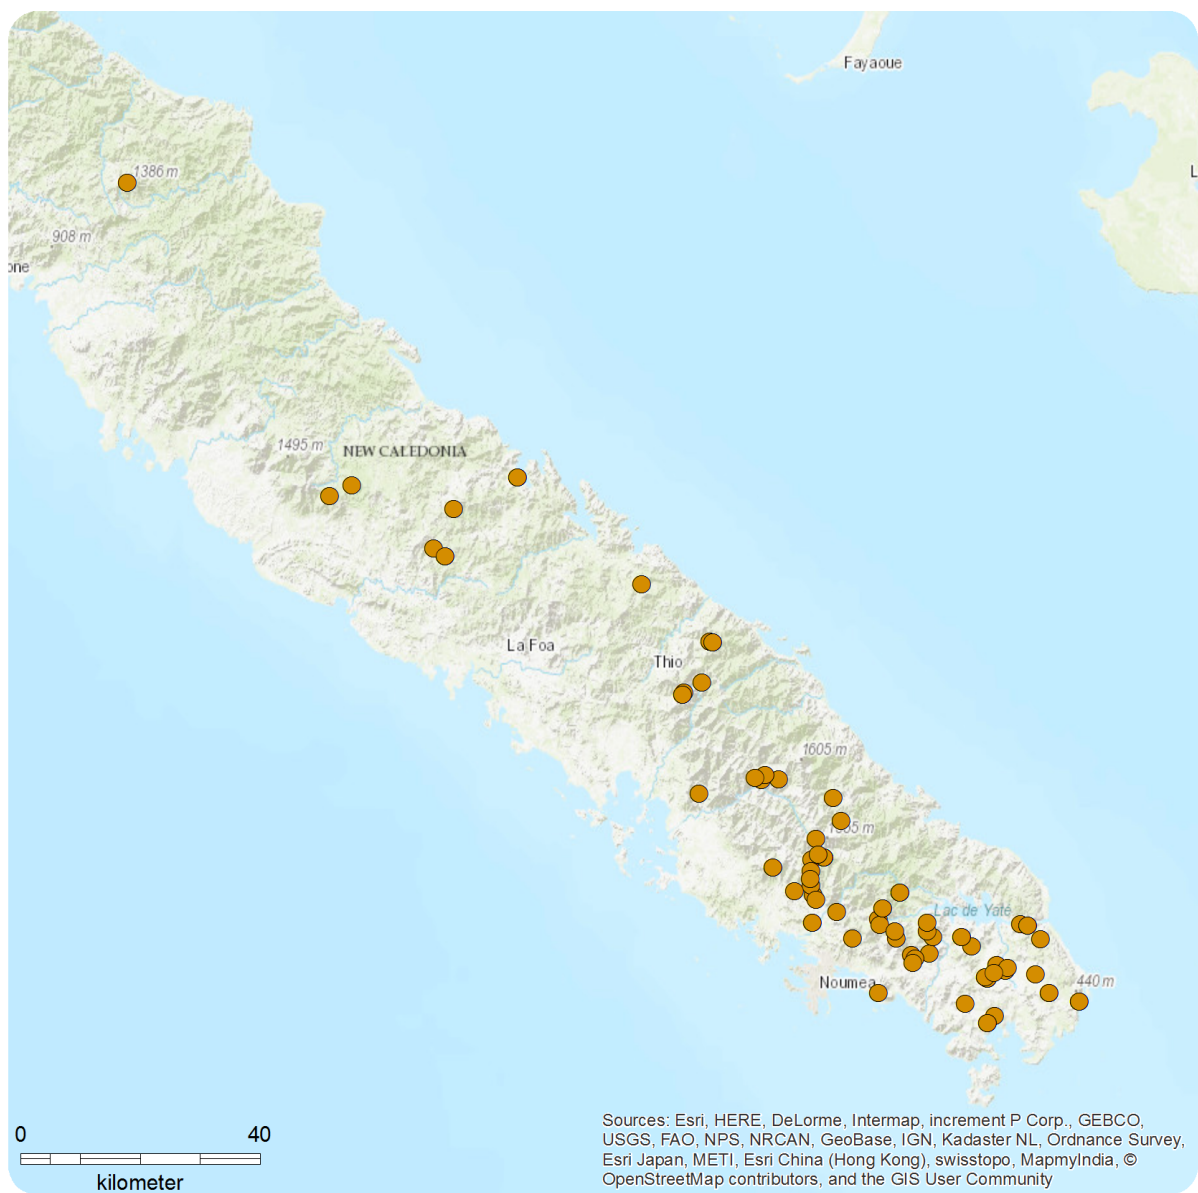 Fayaoue
L
1386 m
908 m
one
1495 m
NEW CALEDONIA
La Foa
Thio
1605 m
Lac de Yaté
Noumea
440 m
0
40
kilometer
Sources: Esri, HERE, DeLorme, Intermap, increment P Corp., GEBCO,
USGS, FAO, NPS, NRCAN, GeoBase, IGN, Kadaster NL, Ordnance Survey,
Esri Japan, METI, Esri China (Hong Kong), swisstopo, MapmyIndia, ©
OpenStreetMap contributors, and the GIS User Community